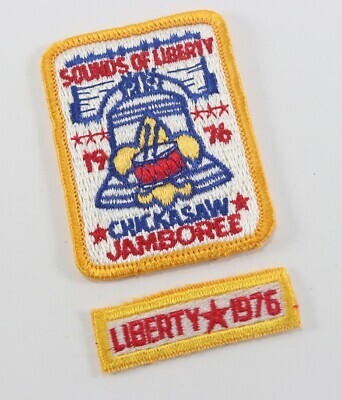 SOUNDS OF LIBERTY
19 76
CHICKASAW
JAMBOREE
LIBERTY★1976